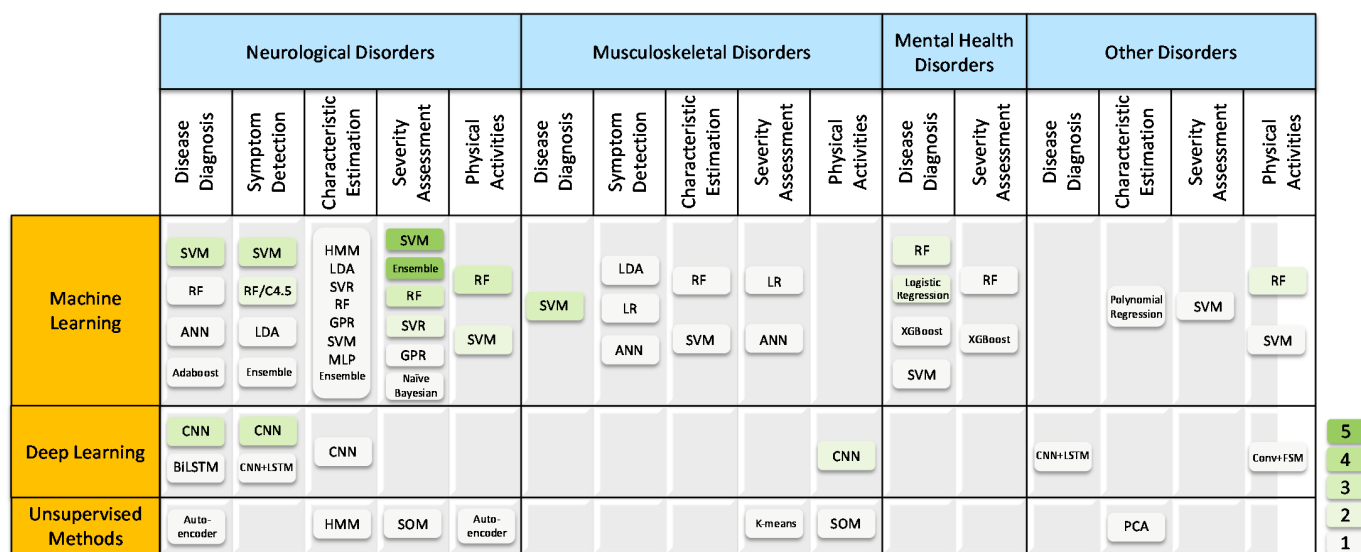 Neurological Disorders
Musculoskeletal Disorders
Mental Health
Disorders
Other Disorders
Disease
Diagnosis
Symptom
Detection
Characteristic
Estimation
Severity
Assessment
Physical
Activities
Disease
Diagnosis
Symptom
Detection
Characteristic
Estimation
Severity
Assessment
Physical
Activities
Disease
Diagnosis
Severity
Assessment
Disease
Diagnosis
Characteristic
Estimation
Severity
Assessment
Physical
Activities
Machine
Learning
SVM
RF
ANN
Adaboost
SVM
RF/C4.5
LDA
Ensemble
HMM
LDA
SVR
RF
GPR
SVM
MLP
Ensemble
SVM
Ensemble
RF
SVR
GPR
Naïve
Bayesian
RF
SVM
SVM
LDA
LR
ANN
RF
SVM
LR
ANN
RF
Logistic
Regression
XGBoost
SVM
RF
XGBoost
Polynomial
Regression
SVM
RF
SVM
Deep Learning
CNN
BiLSTM
CNN
CNN+LSTM
CNN
CNN
CNN+LSTM
Conv+FSM
Unsupervised
Methods
Auto-
encoder
HMM
SOM
Auto-
encoder
K-means
SOM
PCA
5
4
3
2
1